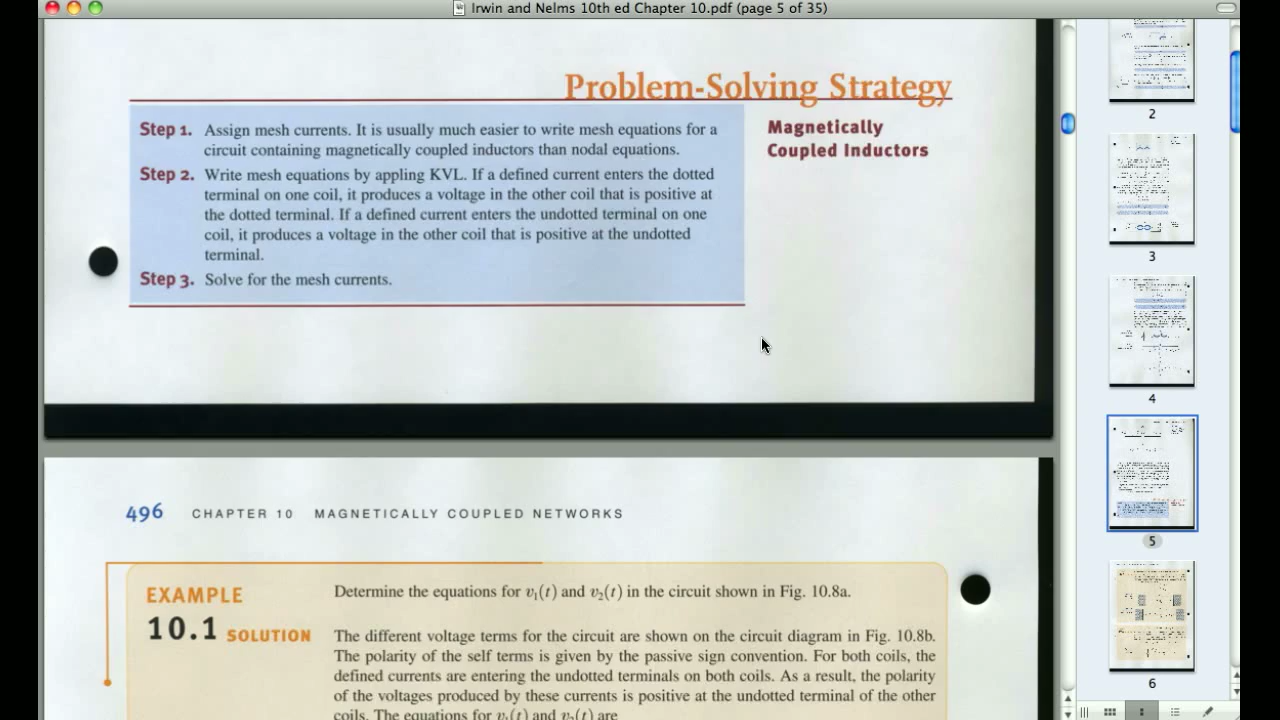 Irwin and Nelms 10th ed Chapter 10.pdf (page 5 of 35)
Problem-Solving Strategy
Step 1. Assign mesh currents. It is usually much easier to write mesh equations for a
circuit containing magnetically coupled inductors than nodal equations.
Step 2. Write mesh equations by appling KVL. If a defined current enters the dotted
terminal on one coil, it produces a voltage in the other coil that is positive at
the dotted terminal. If a defined current enters the undotted terminal on one
coil, it produces a voltage in the other coil that is positive at the undotted
terminal.
Step 3. Solve for the mesh currents.
Magnetically
Coupled Inductors
496 CHAPTER 10 MAGNETICALLY COUPLED NETWORKS
EXAMPLE
10.1 SOLUTION
Determine the equations for v₁(t) and v₂(t) in the circuit shown in Fig. 10.8a.
The different voltage terms for the circuit are shown on the circuit diagram in Fig. 10.8b.
The polarity of the self terms is given by the passive sign convention. For both coils, the
defined currents are entering the undotted terminals on both coils. As a result, the polarity
of the voltages produced by these currents is positive at the undotted terminal of the other
coils. The equations for v₁(t) and v₂(t) are
2
3
4
5
6